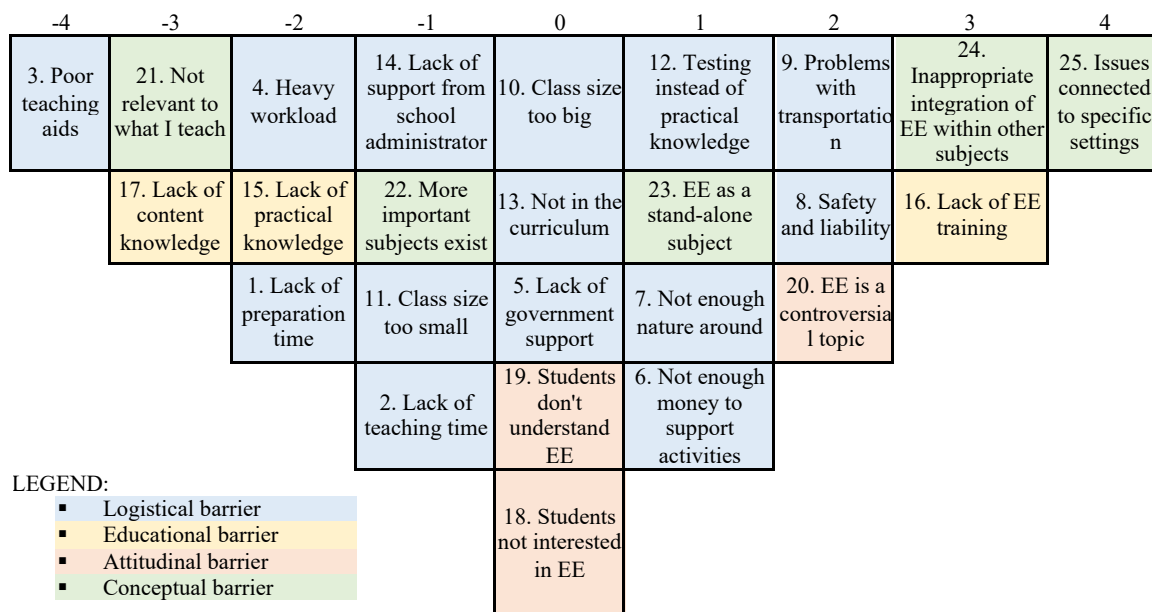 -4 -3 -2 -1 0 1 2 3 4
3. Poor
teaching
aids
21. Not
relevant to
what I teach
4. Heavy
workload
14. Lack of
support from
school
administrator
10. Class size
too big
12. Testing
instead of
practical
knowledge
9. Problems
with
transportatio
n
24.
Inappropriate
integration of
EE within other
subjects
25. Issues
connected
to specific
settings
17. Lack of
content
knowledge
15. Lack of
practical
knowledge
22. More
important
subjects exist
13. Not in the
curriculum
23. EE as a
stand-alone
subject
8. Safety
and liability
16. Lack of EE
training
1. Lack of
preparation
time
11. Class size
too small
5. Lack of
government
support
7. Not enough
nature around
20. EE is a
controversia
l topic
2. Lack of
teaching time
19. Students
don't
understand
EE
6. Not enough
money to
support
activities
18. Students
not interested
in EE
LEGEND:
▪ Logistical barrier
▪ Educational barrier
▪ Attitudinal barrier
▪ Conceptual barrier